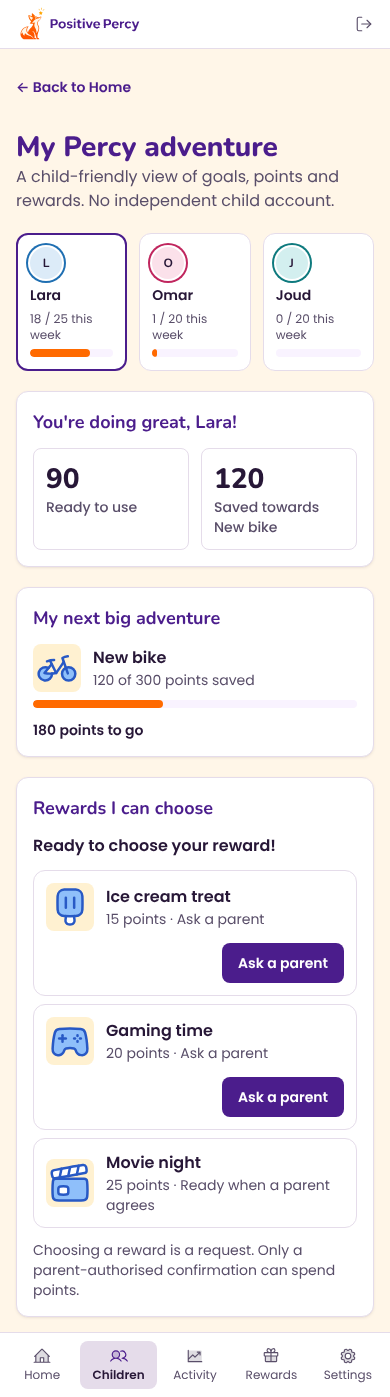 Positive Percy
← Back to Home
My Percy adventure
A child-friendly view of goals, points and
rewards. No independent child account.
L
Lara
18 / 25 this
week
O
Omar
1 / 20 this
week
J
Joud
0 / 20 this
week
You're doing great, Lara!
90
Ready to use
120
Saved towards
New bike
My next big adventure
New bike
120 of 300 points saved
180 points to go
Rewards I can choose
Ready to choose your reward!
Ice cream treat
15 points · Ask a parent
Ask a parent
Gaming time
20 points · Ask a parent
Ask a parent
Movie night
25 points · Ready when a parent
agrees
Choosing a reward is a request. Only a
parent-authorised confirmation can spend
points.
Home
Children
Activity
Rewards
Settings